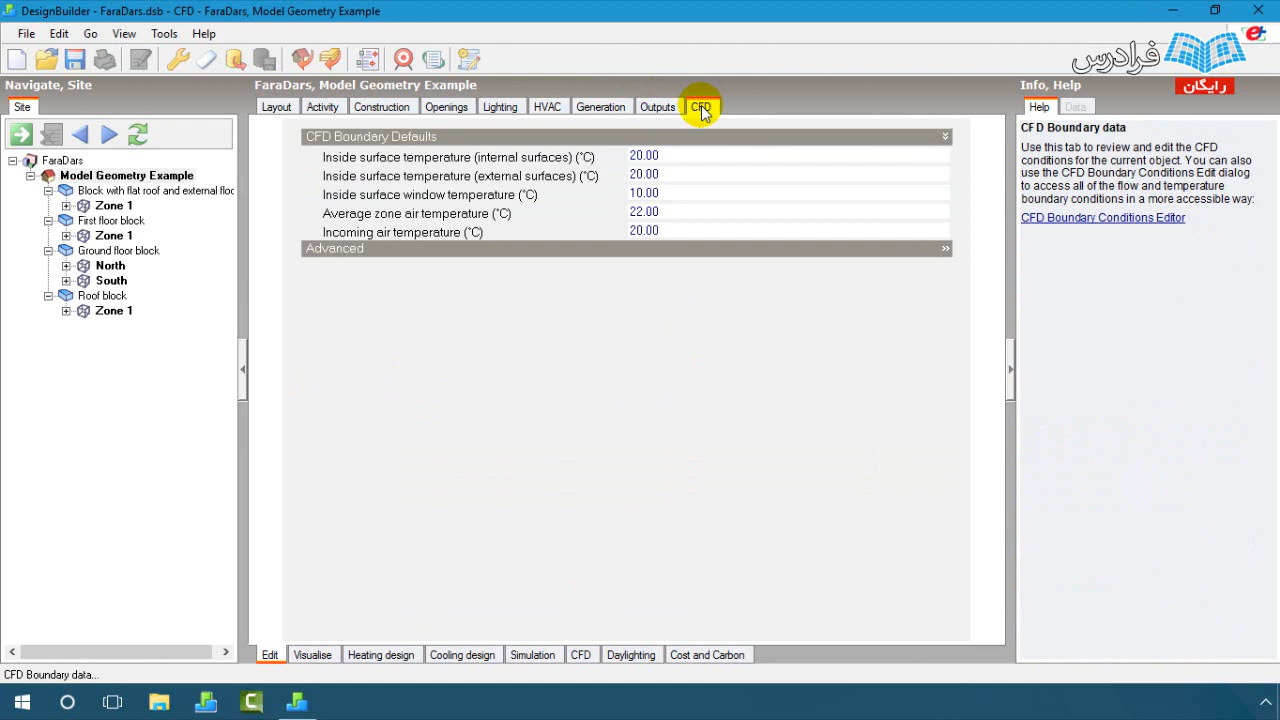 DesignBuilder - FaraDars.dsb - CFD - FaraDars, Model Geometry Example
File Edit Go View Tools Help
فرادرس
رایگان
Navigate, Site
FaraDars, Model Geometry Example
Info, Help
Site
Layout Activity Construction Openings Lighting HVAC Generation Outputs CFD
Help Data
FaraDars
Model Geometry Example
Block with flat roof and external floo
Zone 1
First floor block
Zone 1
Ground floor block
North
South
Roof block
Zone 1
CFD Boundary Defaults
Inside surface temperature (internal surfaces) (°C) 20.00
Inside surface temperature (external surfaces) (°C) 20.00
Inside surface window temperature (°C) 10.00
Average zone air temperature (°C) 22.00
Incoming air temperature (°C) 20.00
Advanced
CFD Boundary data
Use this tab to review and edit the CFD
conditions for the current object. You can also
use the CFD Boundary Conditions Edit dialog
to access all of the flow and temperature
boundary conditions in a more accessible way:
CFD Boundary Conditions Editor
Edit Visualise Heating design Cooling design Simulation CFD Daylighting Cost and Carbon
CFD Boundary data...